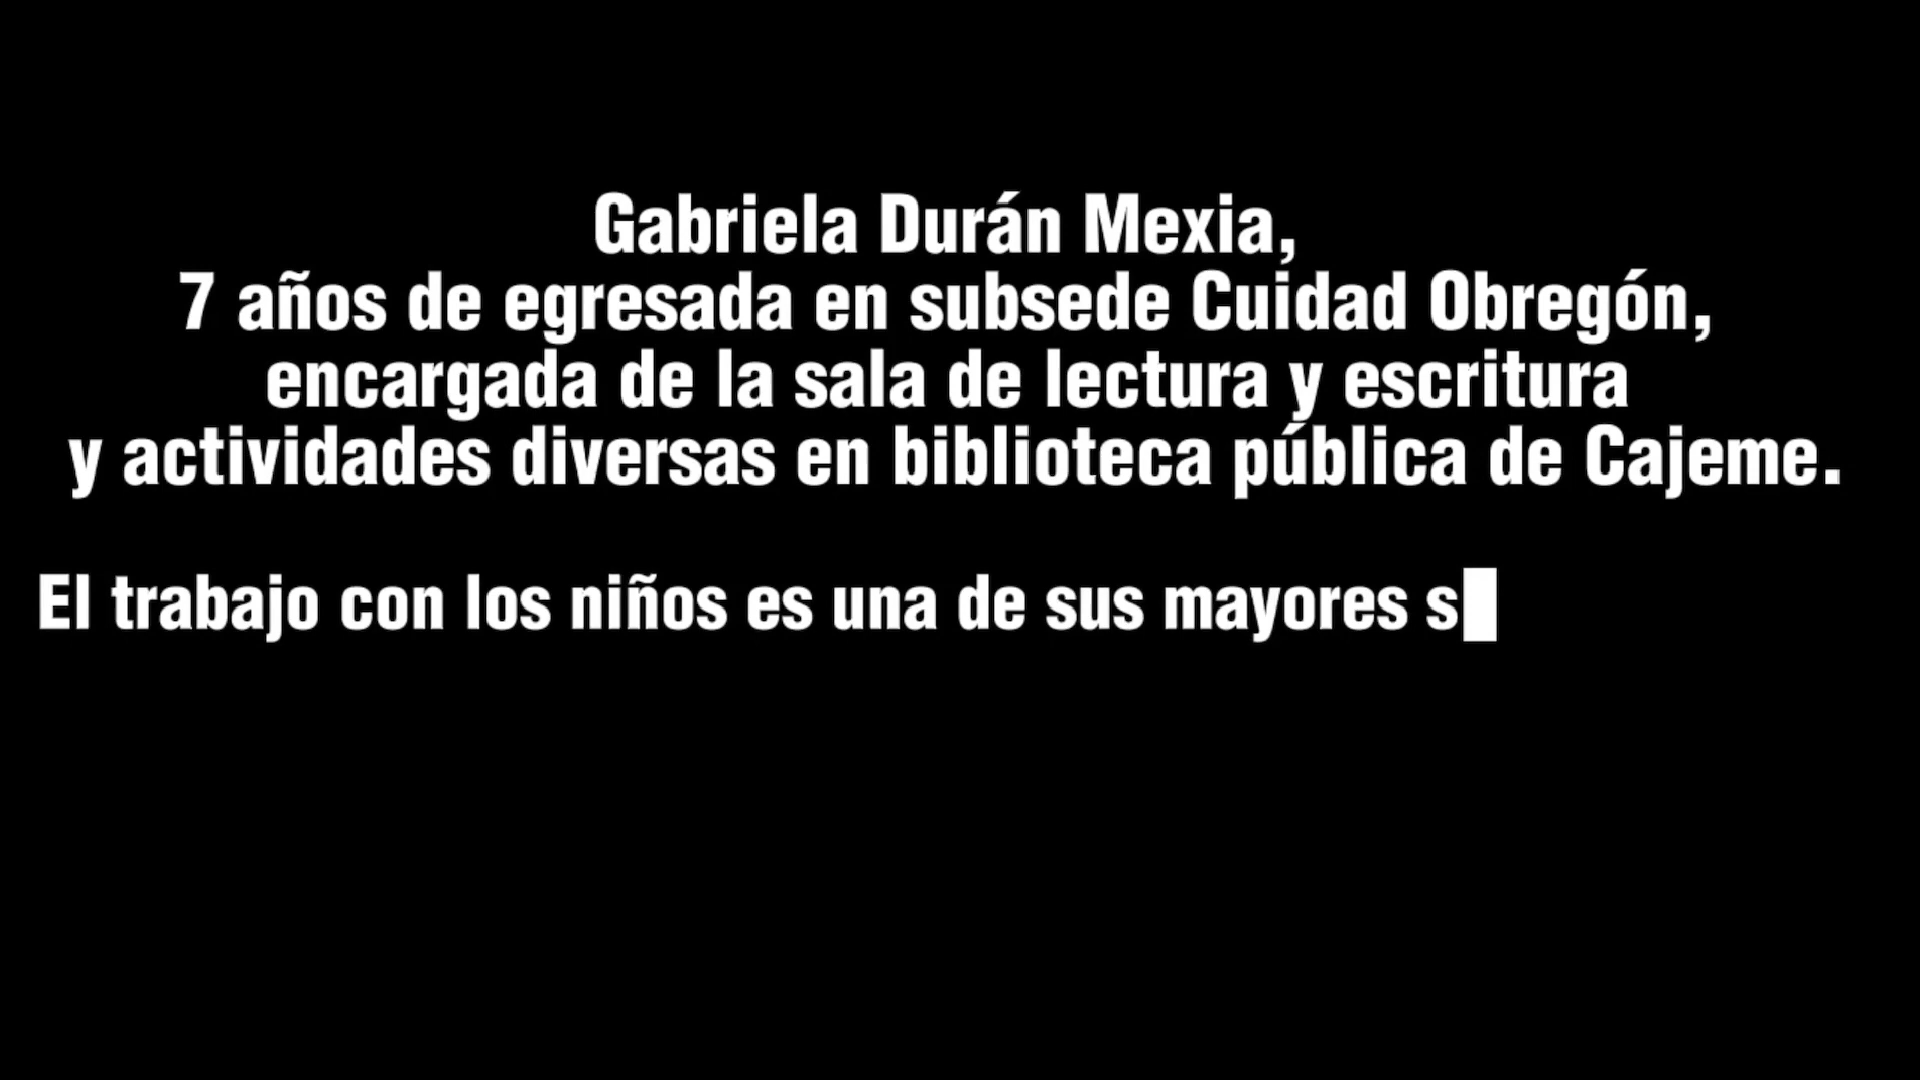 Gabriela Durán Mexia,
7 años de egresada en subsede Cuidad Obregón,
encargada de la sala de lectura y escritura
y actividades diversas en biblioteca pública de Cajeme.
El trabajo con los niños es una de sus mayores s